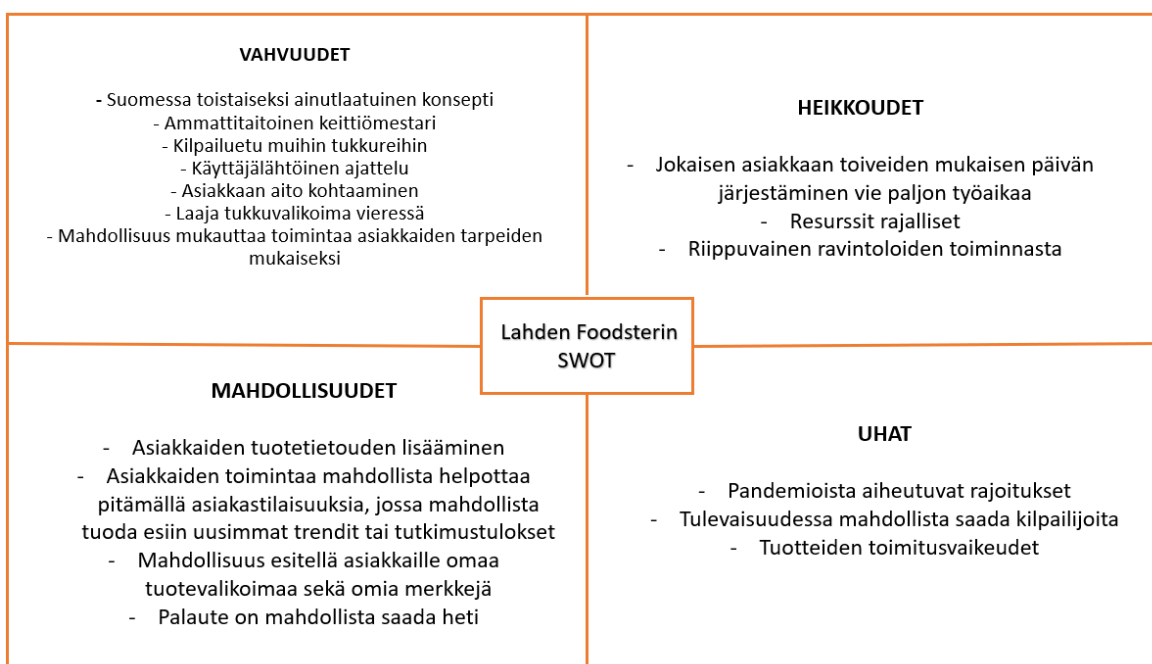 VAHVUUDET
- Suomessa toistaiseksi ainutlaatuinen konsepti
- Ammattitaitoinen keittiömestari
- Kilpailuetu muihin tukkureihin
- Käyttäjälähtöinen ajattelu
- Asiakkaan aito kohtaaminen
- Laaja tukkuvalikoima vieressä
- Mahdollisuus mukauttaa toimintaa asiakkaiden tarpeiden
mukaiseksi
HEIKKOUDET
- Jokaisen asiakkaan toiveiden mukaisen päivän
järjestäminen vie paljon työaikaa
- Resurssit rajalliset
- Riippuvainen ravintoloiden toiminnasta
Lahden Foodsterin
SWOT
MAHDOLLISUUDET
- Asiakkaiden tuotetietouden lisääminen
- Asiakkaiden toimintaa mahdollista helpottaa
pitämällä asiakastilaisuuksia, jossa mahdollista
tuoda esiin uusimmat trendit tai tutkimustulokset
- Mahdollisuus esitellä asiakkaille omaa
tuotevalikoimaa sekä omia merkkejä
- Palaute on mahdollista saada heti
UHAT
- Pandemioista aiheutuvat rajoitukset
- Tulevaisuudessa mahdollista saada kilpailijoita
- Tuotteiden toimitusvaikeudet